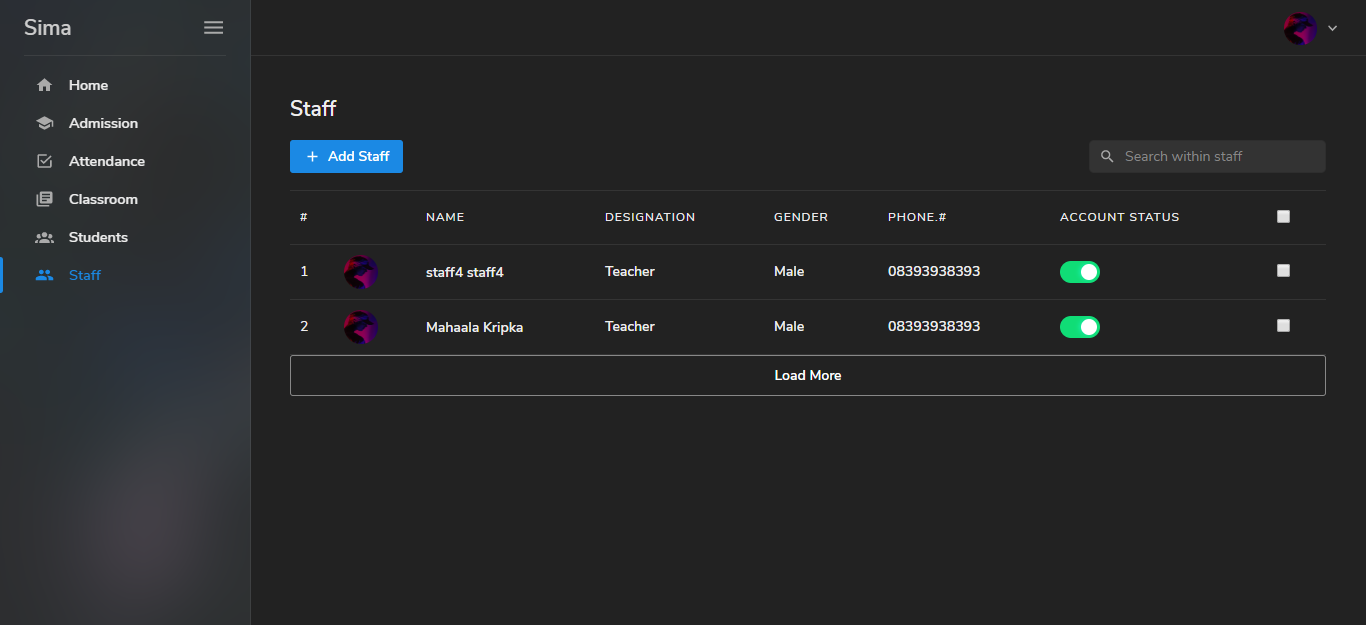 Sima
Home
Admission
Attendance
Classroom
Students
Staff
Staff
+ Add Staff
Search within staff
# NAME DESIGNATION GENDER PHONE.# ACCOUNT STATUS
1 staff4 staff4 Teacher Male 08393938393
2 Mahaala Kripka Teacher Male 08393938393
Load More